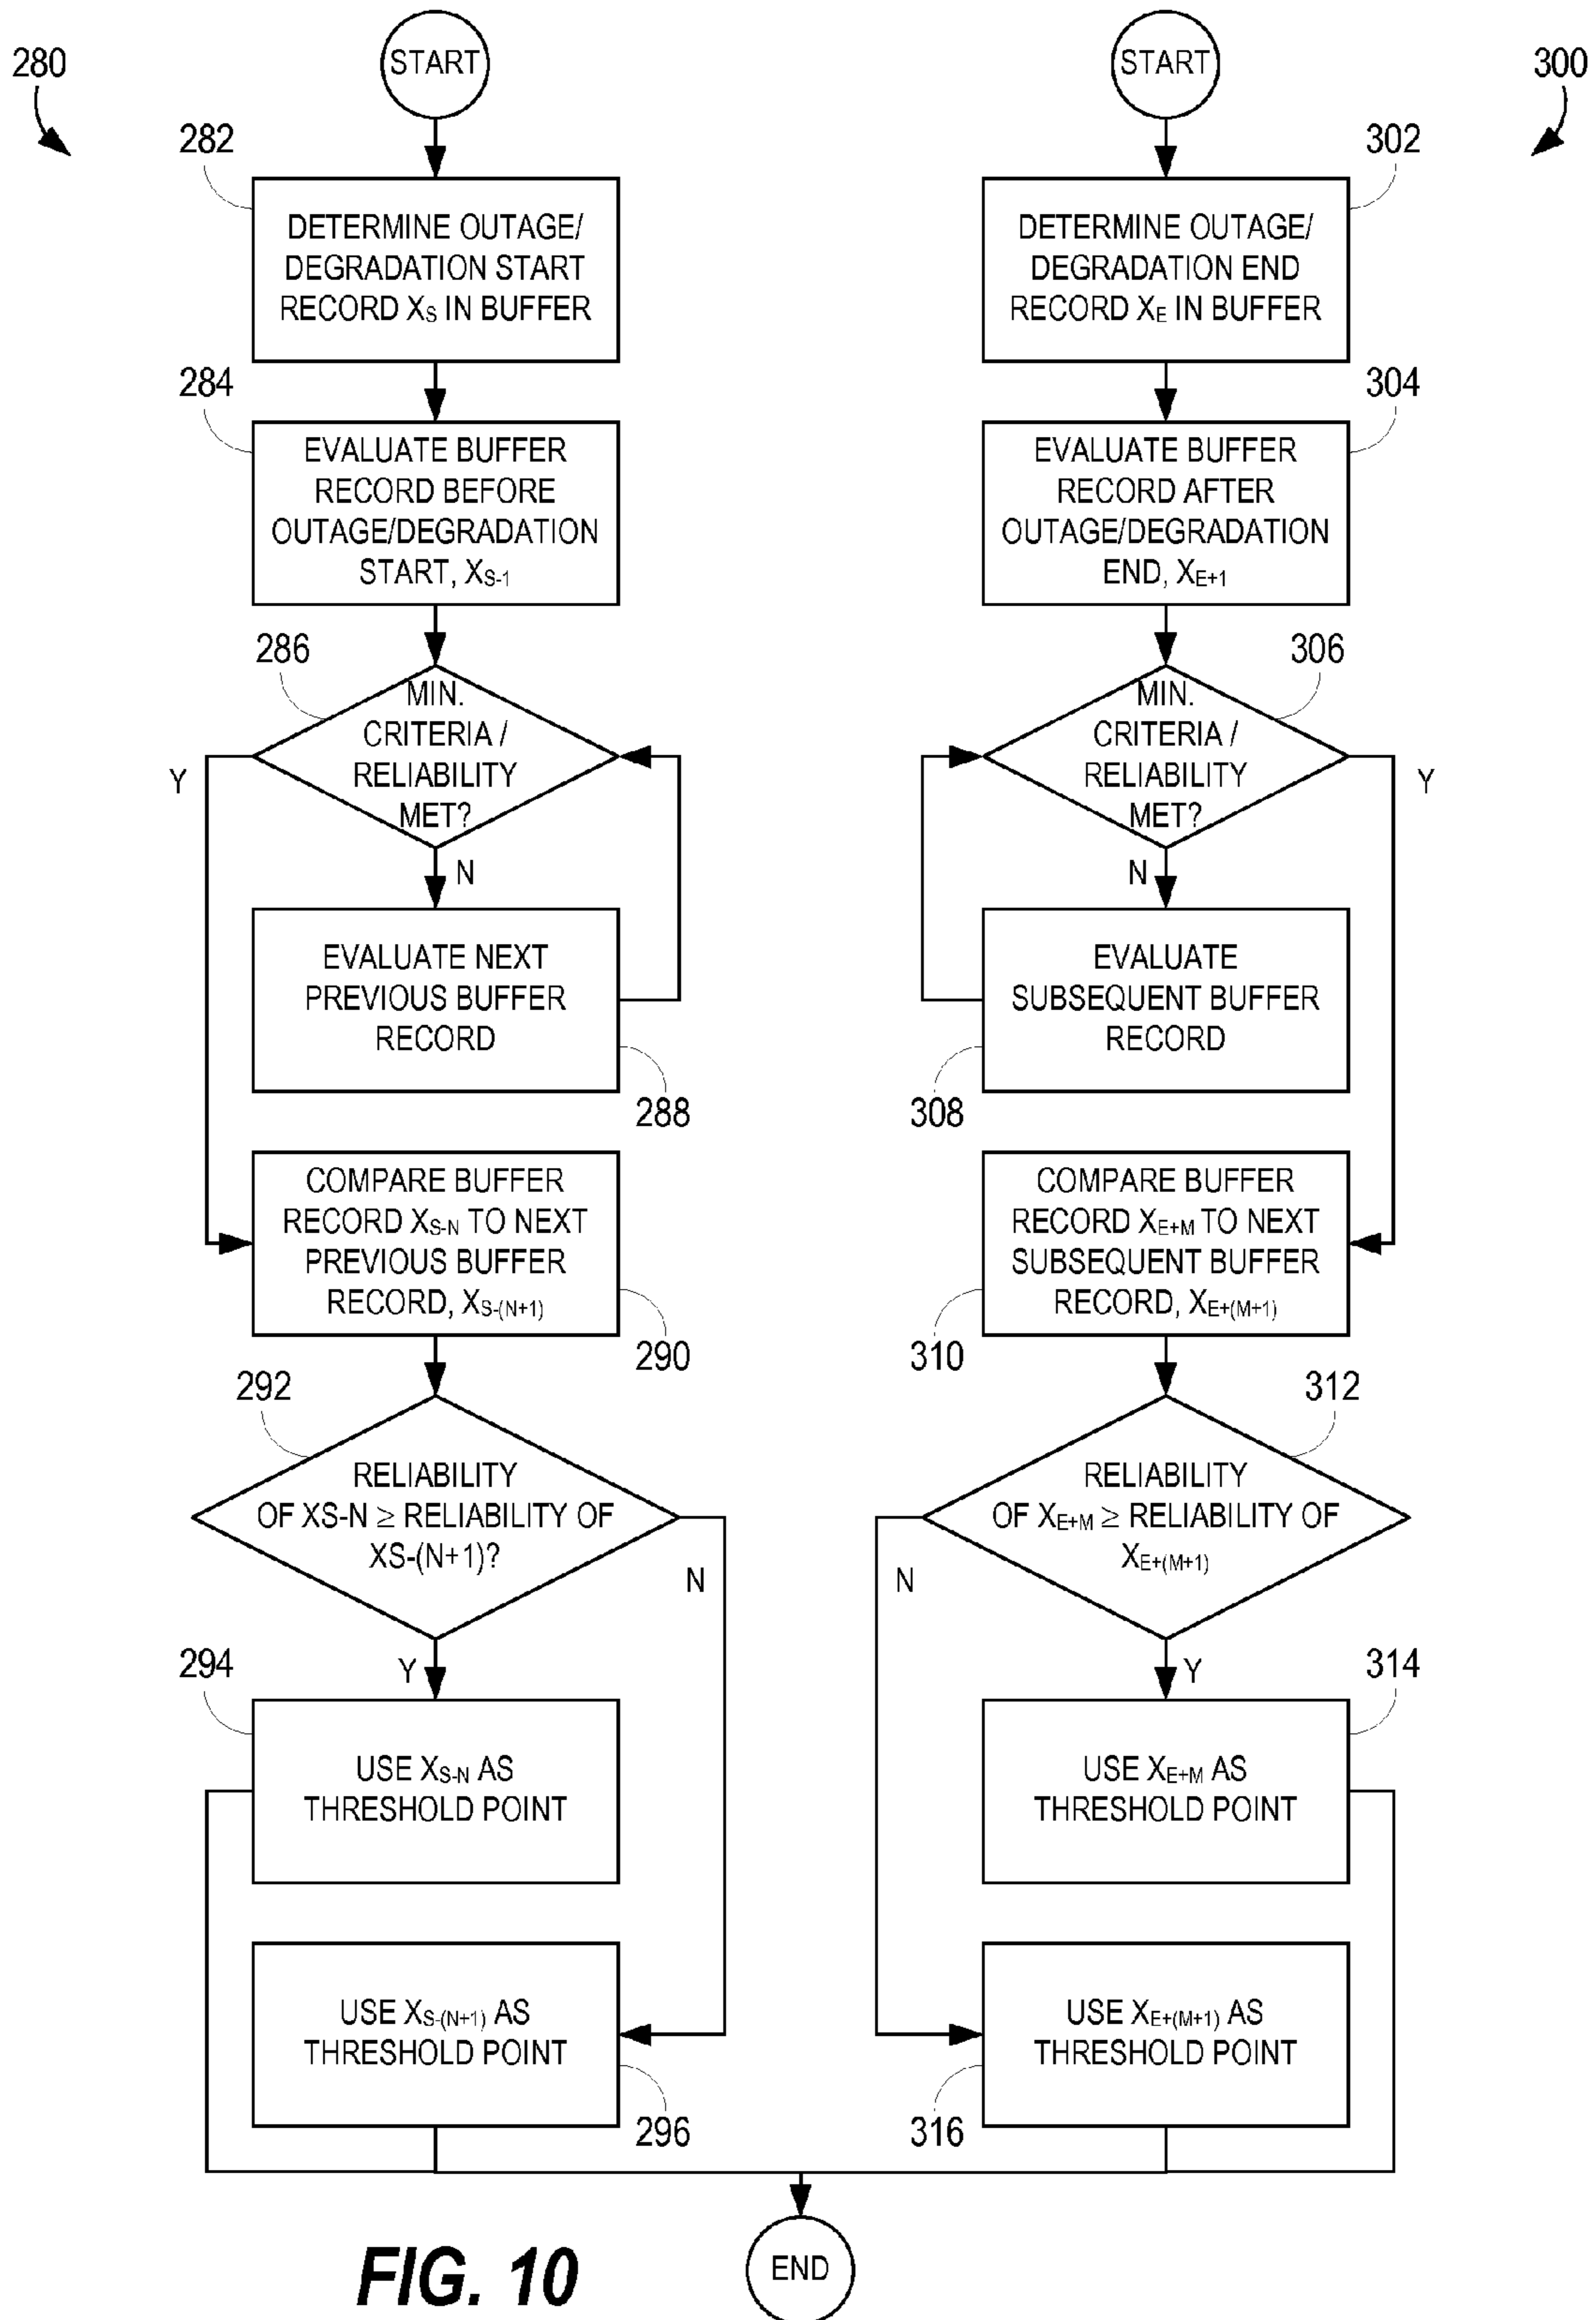 280
START
282
DETERMINE OUTAGE/
DEGRADATION START
RECORD XS IN BUFFER
284
EVALUATE BUFFER
RECORD BEFORE
OUTAGE/DEGRADATION
START, XS-1
286
MIN.
CRITERIA /
RELIABILITY
MET?
Y
N
EVALUATE NEXT
PREVIOUS BUFFER
RECORD
288
COMPARE BUFFER
RECORD XS-N TO NEXT
PREVIOUS BUFFER
RECORD, XS-(N+1)
290
292
RELIABILITY
OF XS-N ≥ RELIABILITY OF
XS-(N+1)?
N
Y
294
USE XS-N AS
THRESHOLD POINT
USE XS-(N+1) AS
THRESHOLD POINT
296
START
300
302
DETERMINE OUTAGE/
DEGRADATION END
RECORD XE IN BUFFER
304
EVALUATE BUFFER
RECORD AFTER
OUTAGE/DEGRADATION
END, XE+1
306
MIN.
CRITERIA /
RELIABILITY
MET?
Y
N
EVALUATE
SUBSEQUENT BUFFER
RECORD
308
COMPARE BUFFER
RECORD XE+M TO NEXT
SUBSEQUENT BUFFER
RECORD, XE+(M+1)
310
312
RELIABILITY
OF XE+M ≥ RELIABILITY OF
XE+(M+1)
N
Y
314
USE XE+M AS
THRESHOLD POINT
USE XE+(M+1) AS
THRESHOLD POINT
316
END
FIG. 10